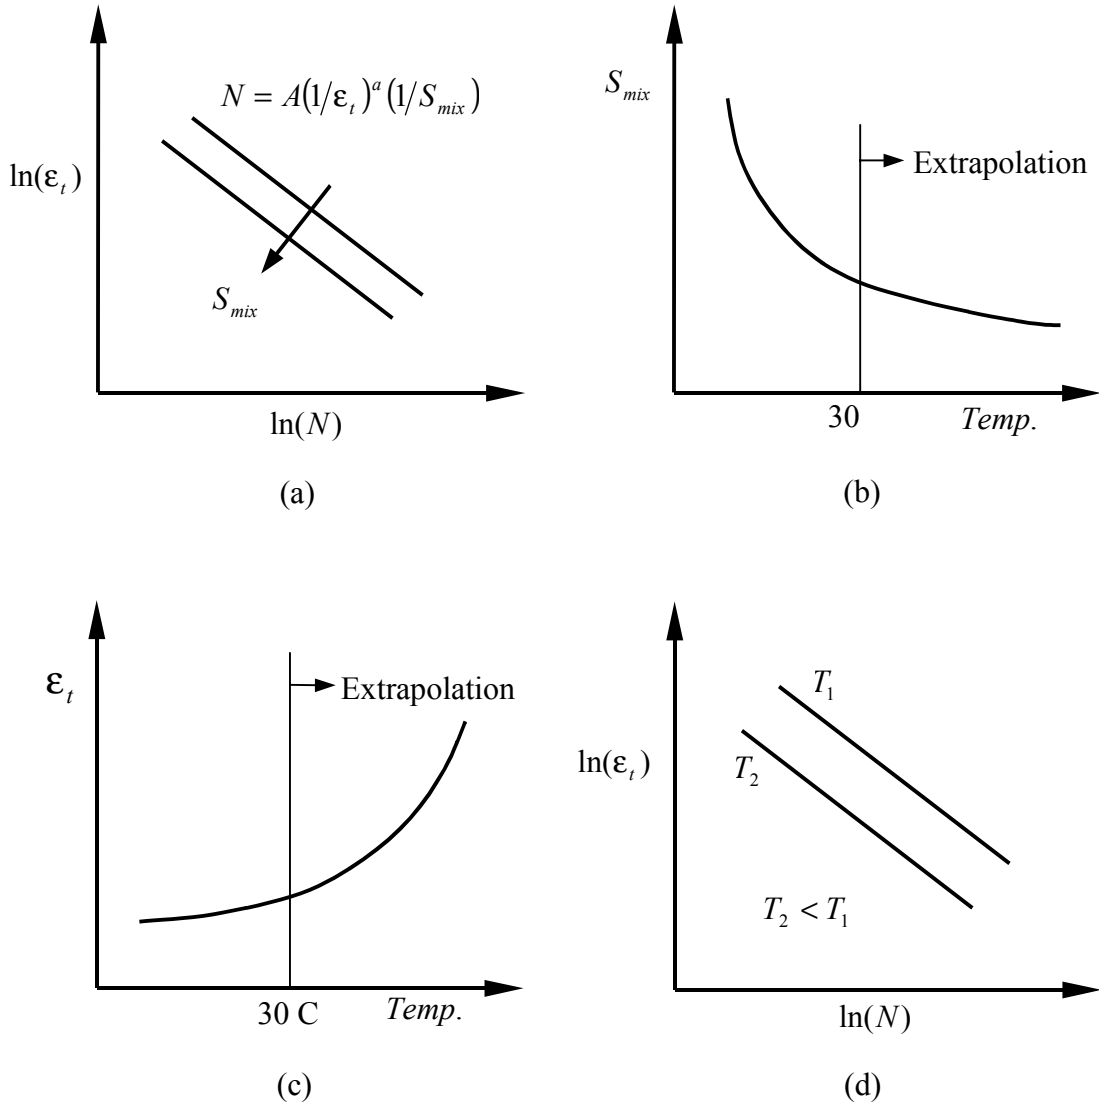 N = A(1/ε_t)^a (1/S_mix)
ln(ε_t)
S_mix
ln(N)
(a)
S_mix
Extrapolation
30
Temp.
(b)
ε_t
Extrapolation
30 C
Temp.
(c)
T_1
ln(ε_t)
T_2
T_2 < T_1
ln(N)
(d)